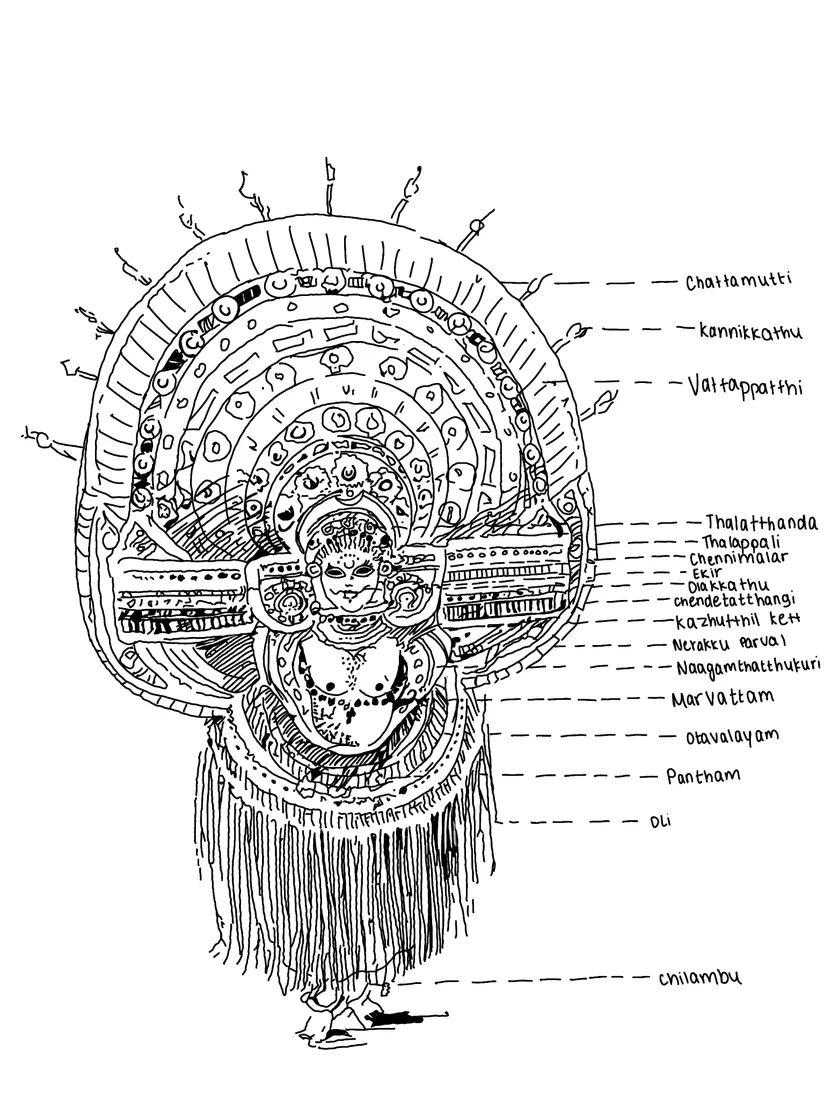 Chattamutti
Kannikkathu
Vattappatthi
Thalatthanda
Thalappali
Chennimalar
Ekir
Olakkathu
Chendetatthangi
Kazhutthil kett
Nerakku Parval
Naagamthatthukuri
Marvattam
Otavalayam
Pantham
Oli
Chilambu